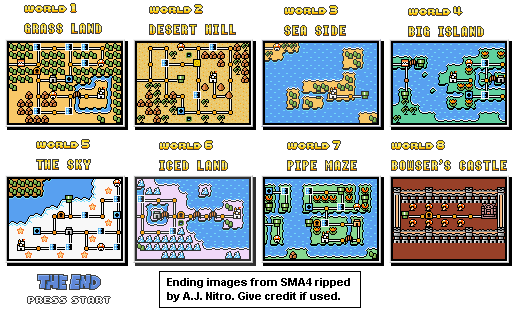 WORLD 1
GRASS LAND
WORLD 2
DESERT HILL
WORLD 3
SEA SIDE
WORLD 4
BIG ISLAND
WORLD 5
THE SKY
WORLD 6
ICED LAND
WORLD 7
PIPE MAZE
WORLD 8
BOWSER'S CASTLE
THE END
PRESS START
Ending images from SMA4 ripped
by A.J. Nitro. Give credit if used.